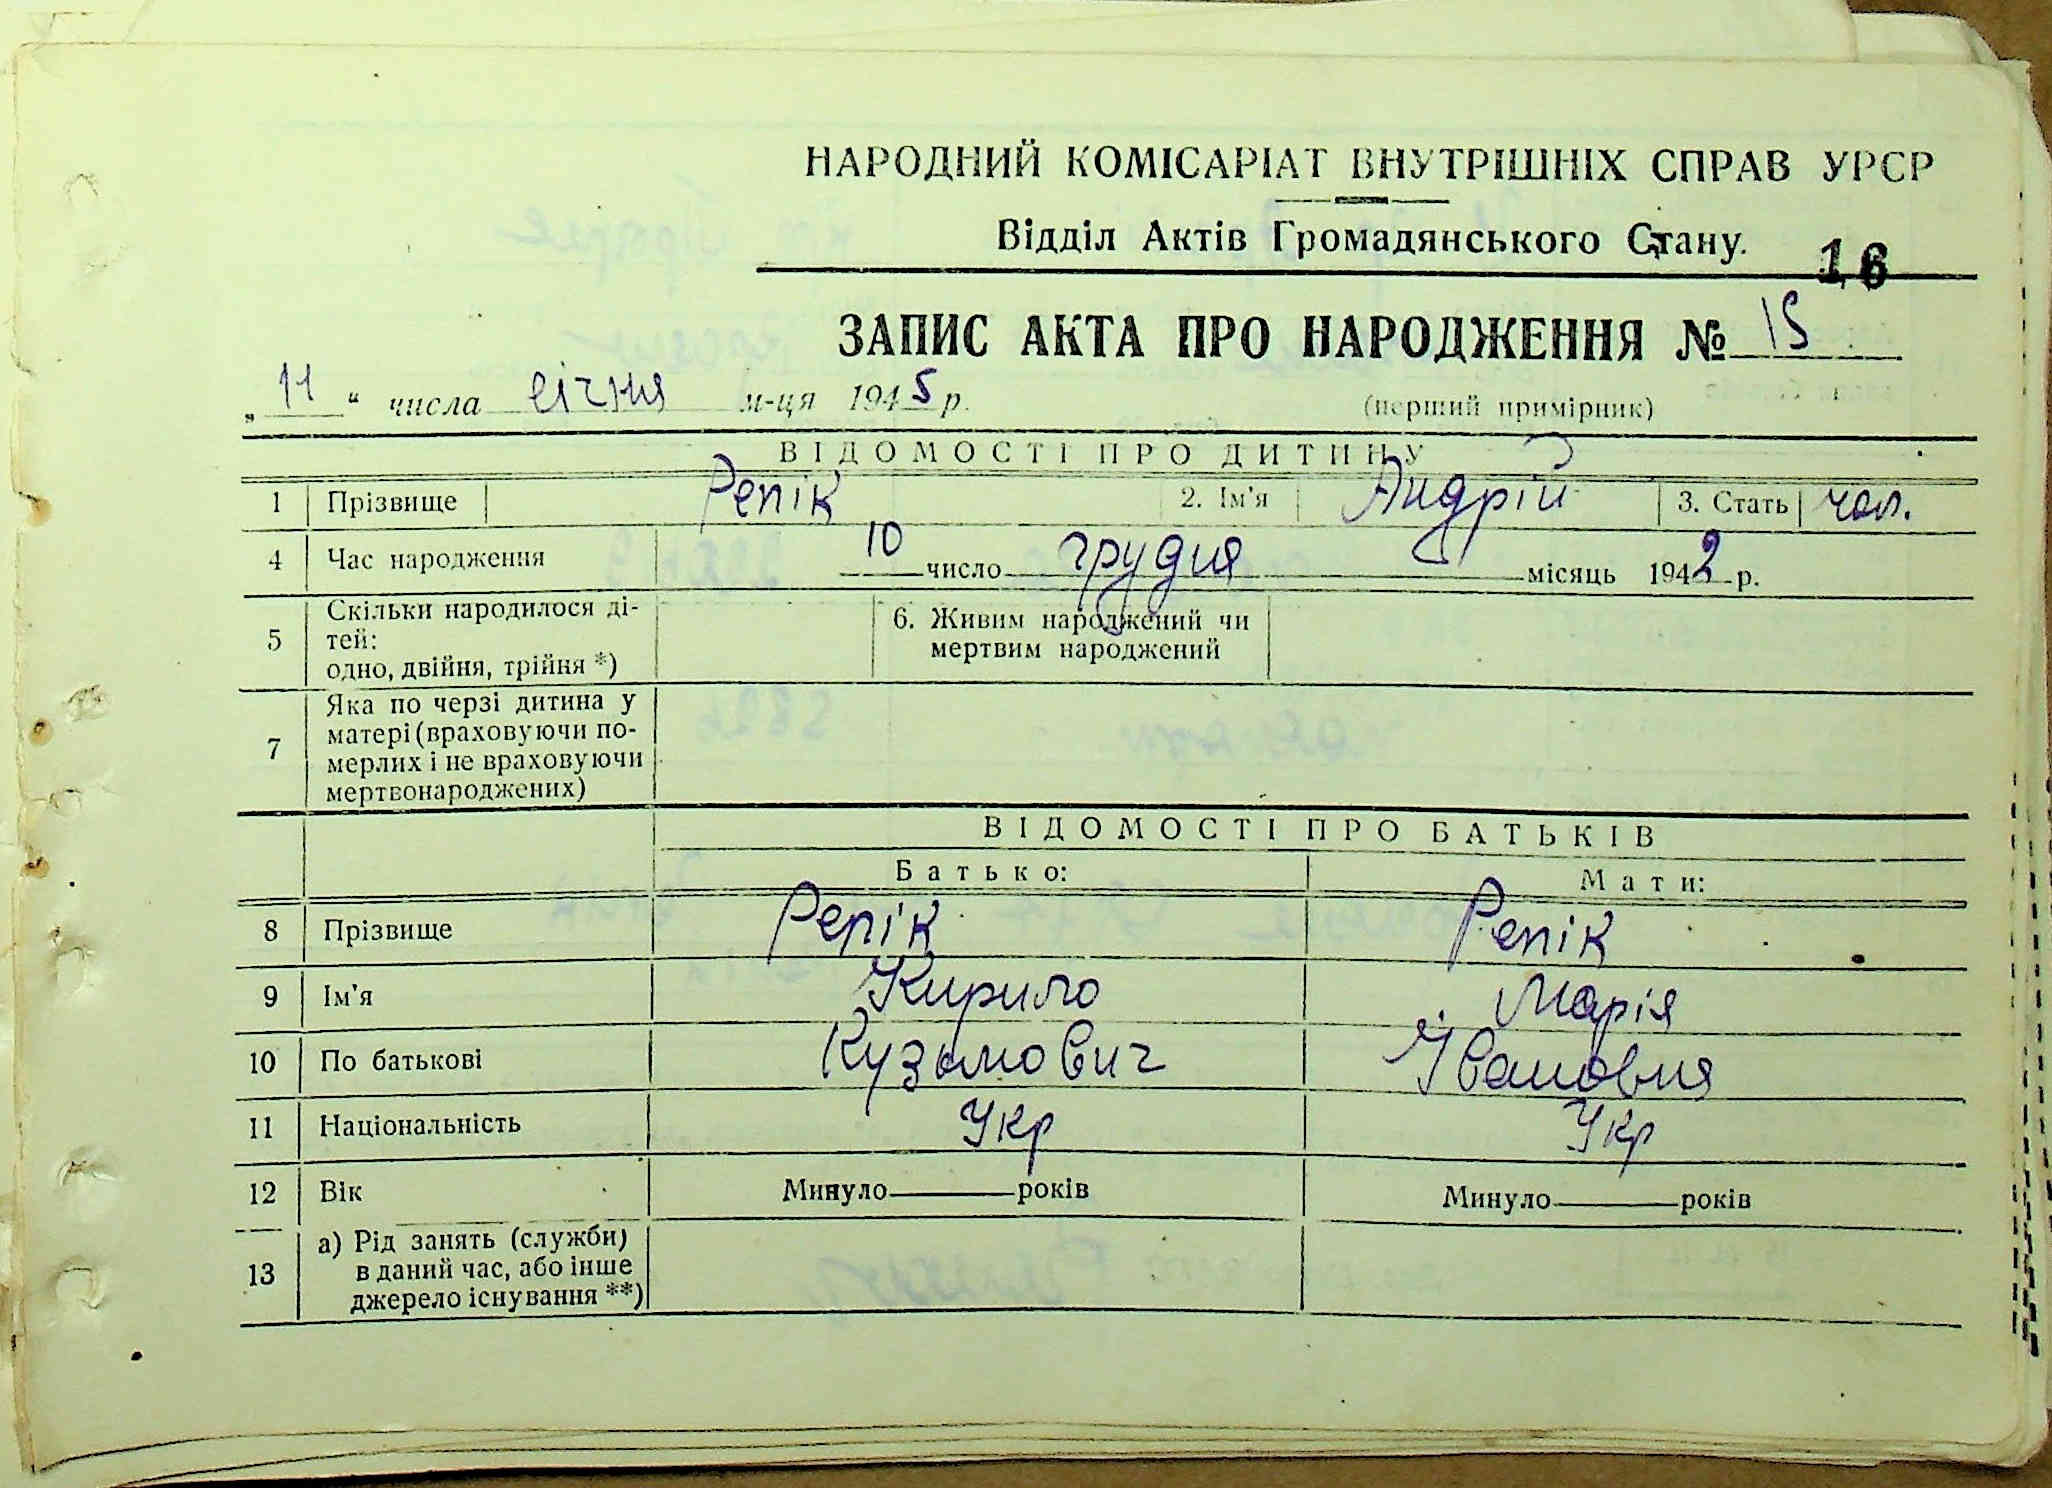 НАРОДНИЙ КОМІСАРІАТ ВНУТРІШНІХ СПРАВ УРСР
Відділ Актів Громадянського Стану.
16
ЗАПИС АКТА ПРО НАРОДЖЕННЯ № 15
„ 11 “ числа січня м-ця 1945 р.
(перший примірник)
ВІДОМОСТІ ПРО ДИТИНУ
1 Прізвище Репік 2. Ім'я Андрій 3. Стать чол.
4 Час народження 10 число грудня місяць 1942 р.
5 Скільки народилося ді-
тей:
одно, двійня, трійня *)
6. Живим народжений чи
мертвим народжений
7 Яка по черзі дитина у
матері (враховуючи по-
мерлих і не враховуючи
мертвонароджених)
ВІДОМОСТІ ПРО БАТЬКІВ
Батько: Мати:
8 Прізвище Репік Репік
9 Ім'я Кирило Марія
10 По батькові Кузьмович Івановня
11 Національність Укр Укр
12 Вік Минуло років Минуло років
13 а) Рід занять (служби)
в даний час, або інше
джерело існування **)